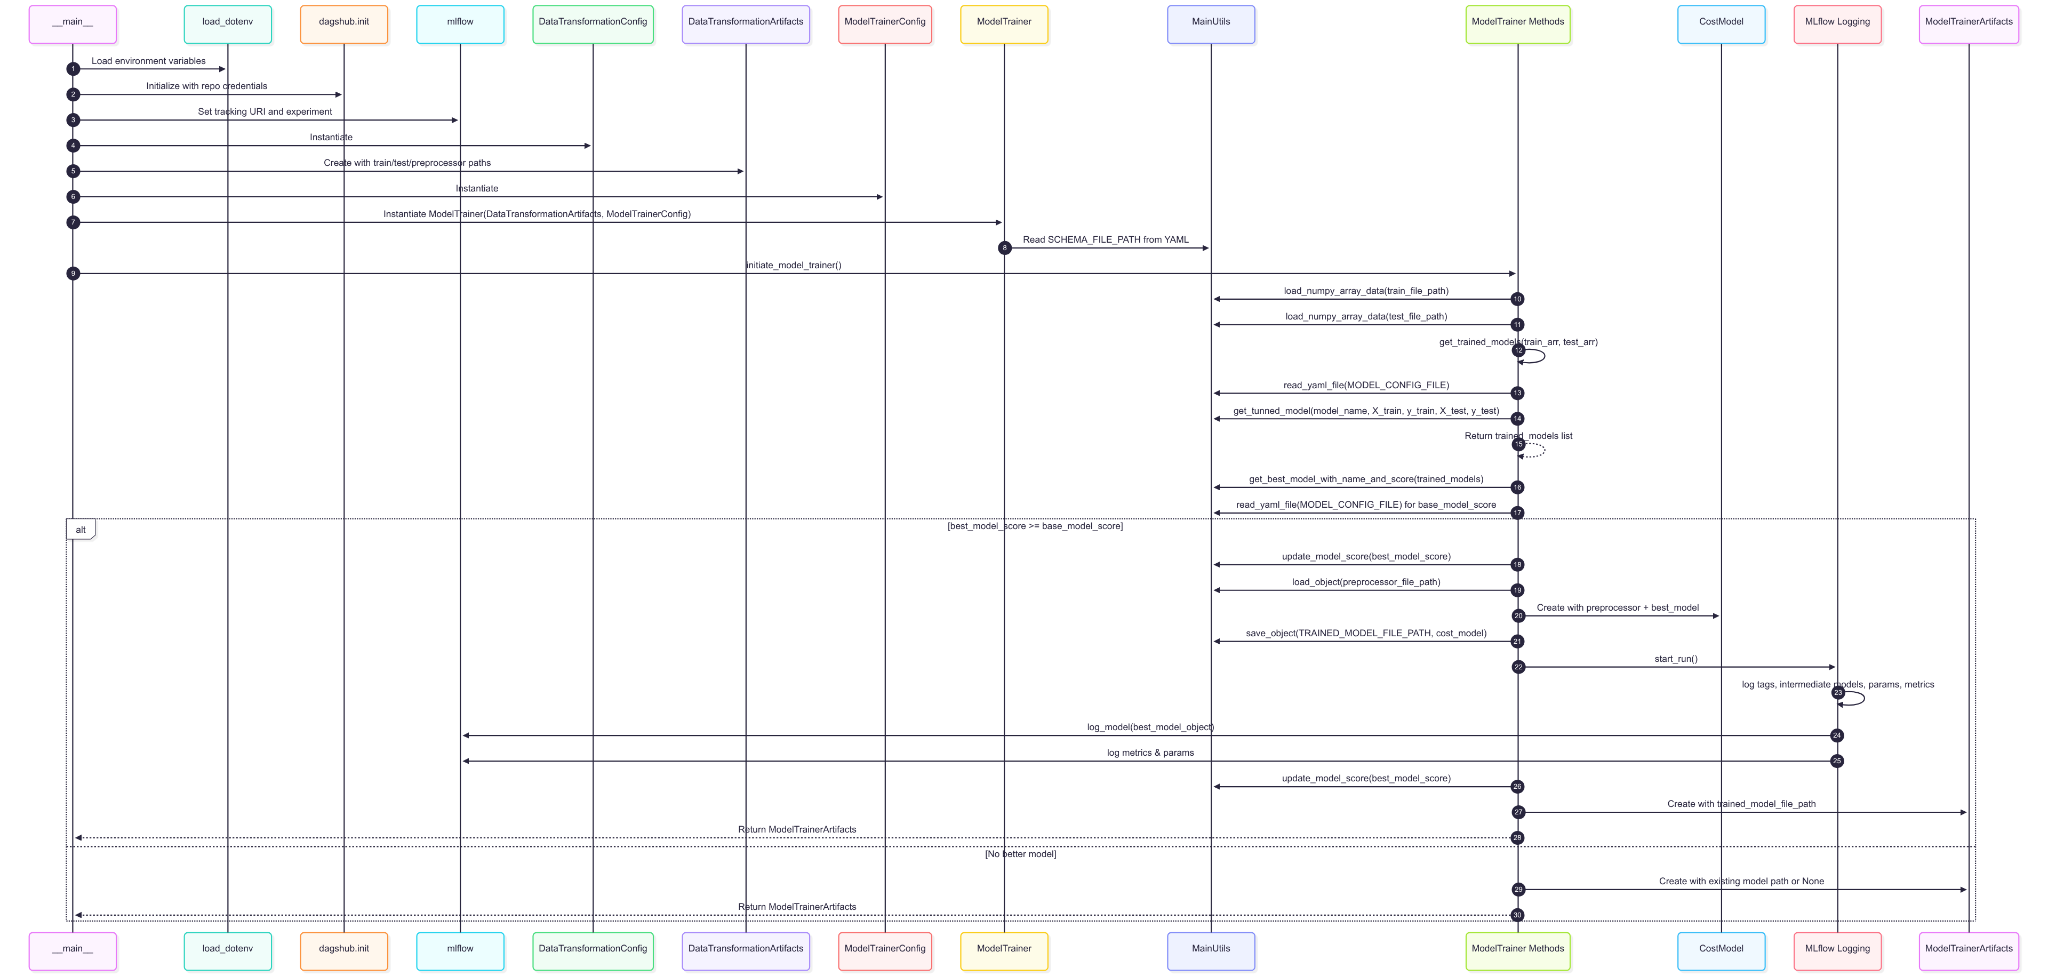 __main__
load_dotenv
dagshub.init
mlflow
DataTransformationConfig
DataTransformationArtifacts
ModelTrainerConfig
ModelTrainer
MainUtils
ModelTrainer Methods
CostModel
MLflow Logging
ModelTrainerArtifacts
1 Load environment variables
2 Initialize with repo credentials
3 Set tracking URI and experiment
4 Instantiate
5 Create with train/test/preprocessor paths
6 Instantiate
7 Instantiate ModelTrainer(DataTransformationArtifacts, ModelTrainerConfig)
8 Read SCHEMA_FILE_PATH from YAML
9 initiate_model_trainer()
load_numpy_array_data(train_file_path) 10
load_numpy_array_data(test_file_path) 11
get_trained_models(train_arr, test_arr) 12
read_yaml_file(MODEL_CONFIG_FILE) 13
get_tunned_model(model_name, X_train, y_train, X_test, y_test) 14
Return trained_models list 15
get_best_model_with_name_and_score(trained_models) 16
read_yaml_file(MODEL_CONFIG_FILE) for base_model_score 17
alt
[best_model_score >= base_model_score]
update_model_score(best_model_score) 18
load_object(preprocessor_file_path) 19
20 Create with preprocessor + best_model
save_object(TRAINED_MODEL_FILE_PATH, cost_model) 21
22 start_run()
log tags, intermediate models, params, metrics 23
log_model(best_model_object) 24
log metrics & params 25
update_model_score(best_model_score) 26
27 Create with trained_model_file_path
Return ModelTrainerArtifacts 28
[No better model]
29 Create with existing model path or None
Return ModelTrainerArtifacts 30
__main__
load_dotenv
dagshub.init
mlflow
DataTransformationConfig
DataTransformationArtifacts
ModelTrainerConfig
ModelTrainer
MainUtils
ModelTrainer Methods
CostModel
MLflow Logging
ModelTrainerArtifacts